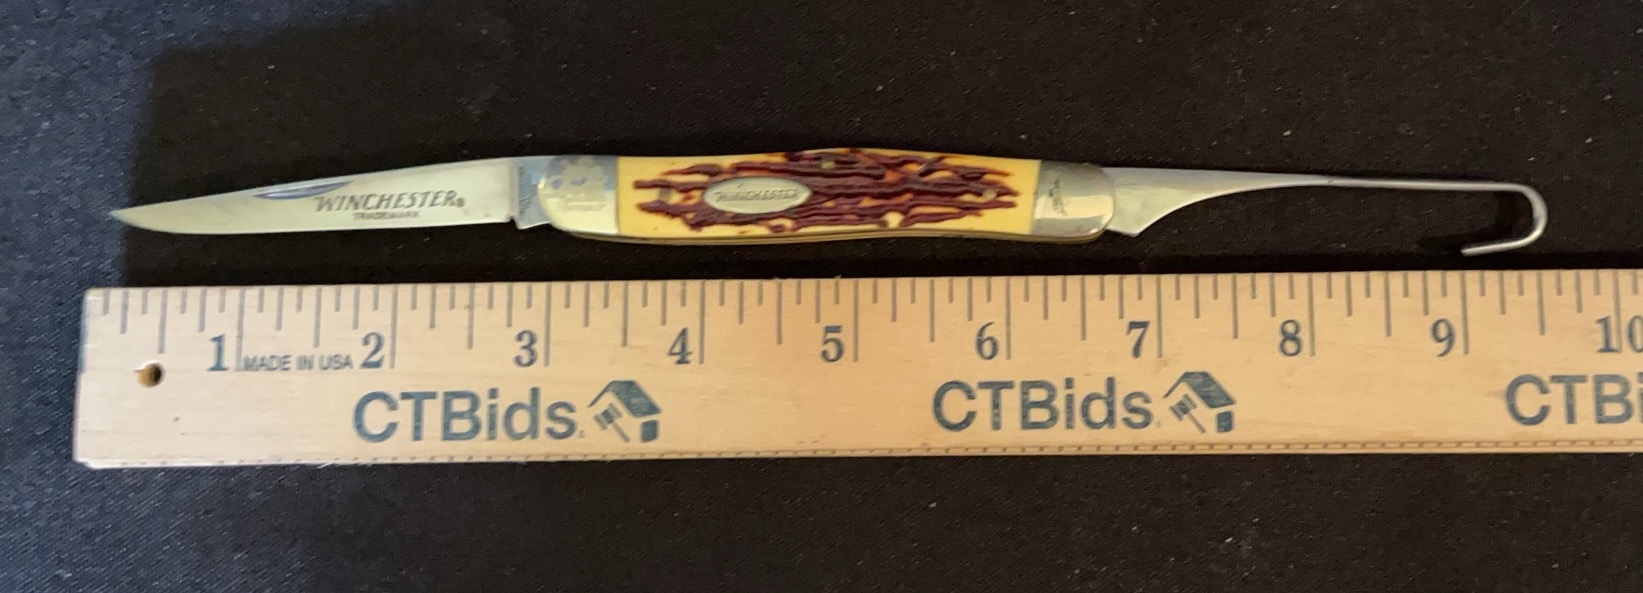 WINCHESTER®
TRADEMARK
WINCHESTER
1 2 3 4 5 6 7 8 9 10
MADE IN USA
CTBids. CTBids. CTBi